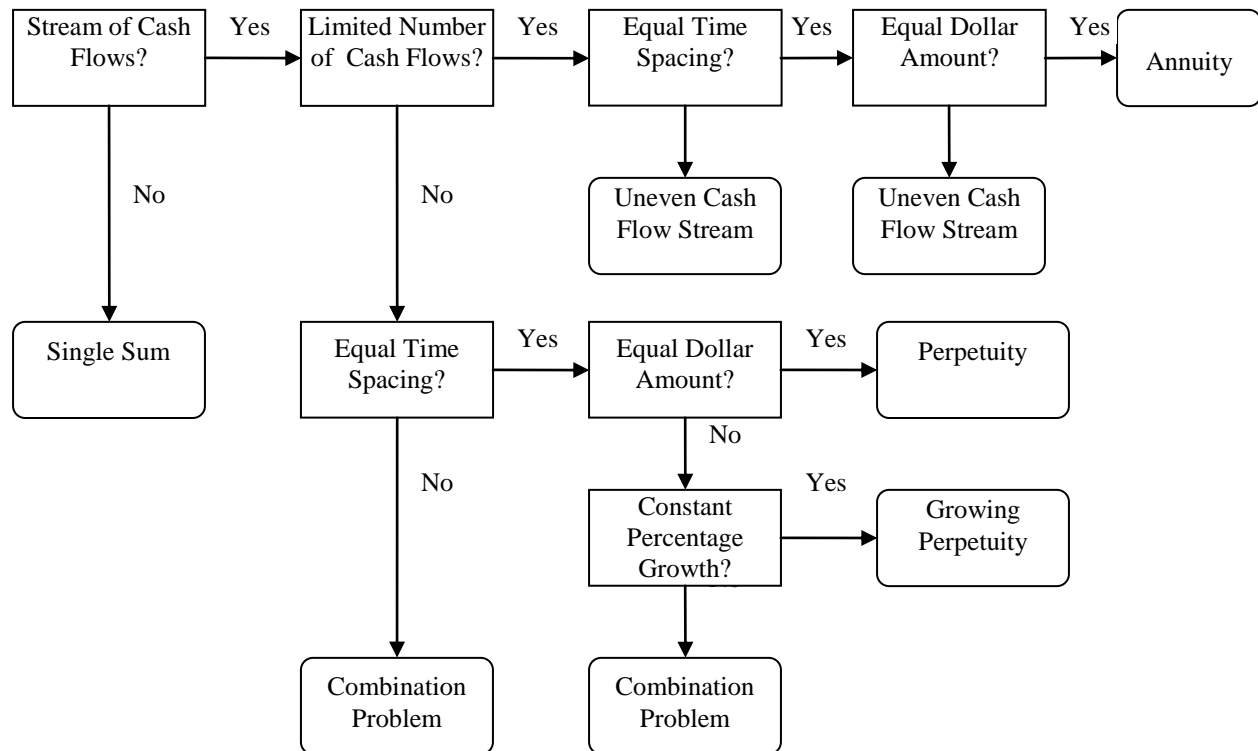 Stream of Cash
Flows?
Yes
Limited Number
of Cash Flows?
Yes
Equal Time
Spacing?
Yes
Equal Dollar
Amount?
Yes
Annuity
No
No
Uneven Cash
Flow Stream
Uneven Cash
Flow Stream
Single Sum
Equal Time
Spacing?
Yes
Equal Dollar
Amount?
Yes
Perpetuity
No
No
Constant
Percentage
Growth?
Yes
Growing
Perpetuity
Combination
Problem
Combination
Problem